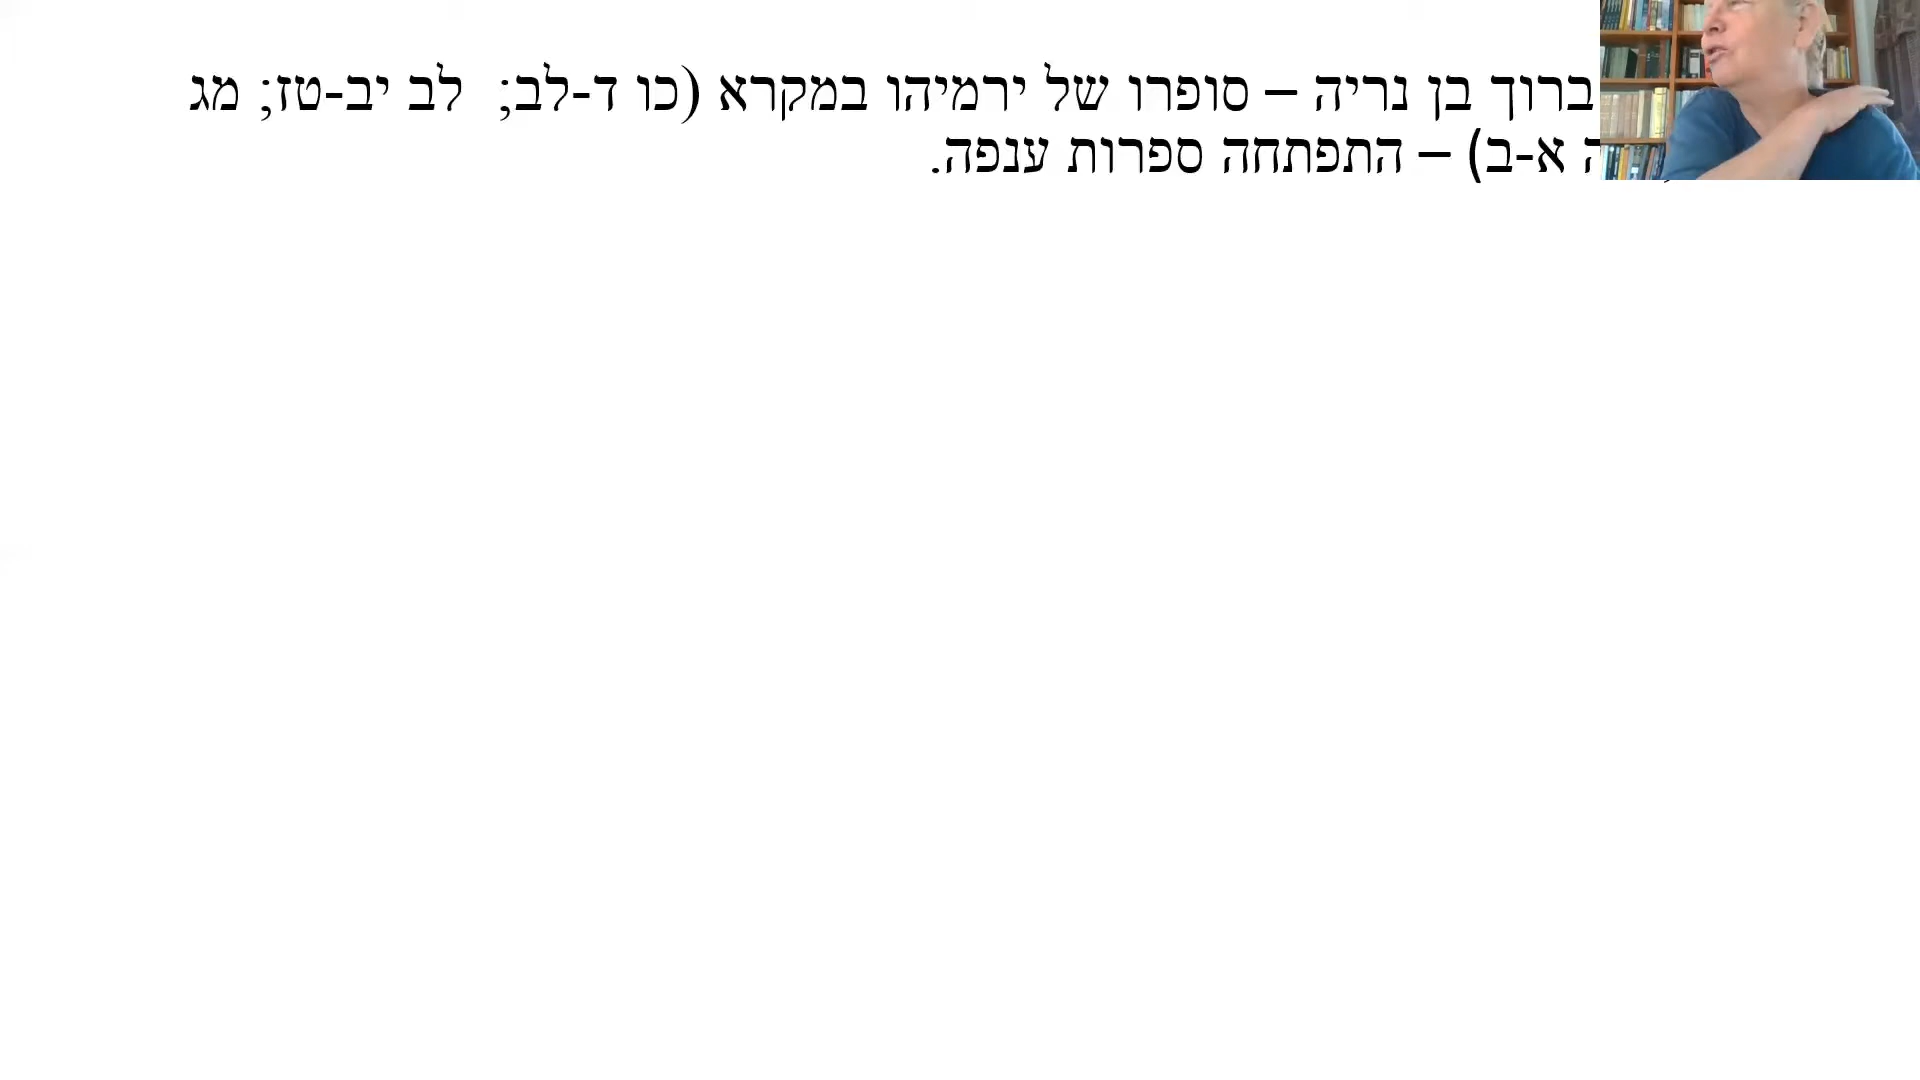 ברוך בן נריה – סופרו של ירמיהו במקרא (כו ד-לב;  לב יב-טז; מג
א-ב) – התפתחה ספרות ענפה.